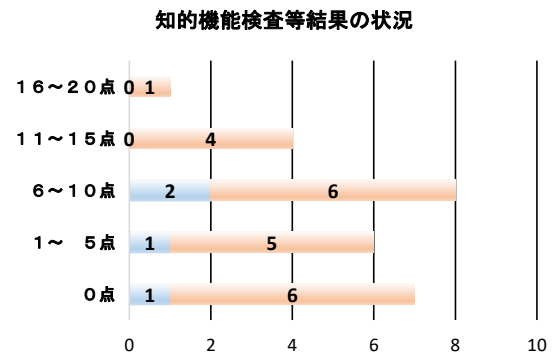 知的機能検査等結果の状況
１６～２０点 0 1
１１～１５点 0 4
６～１０点 2 6
１～　５点 1 5
０点 1 6
0 2 4 6 8 10